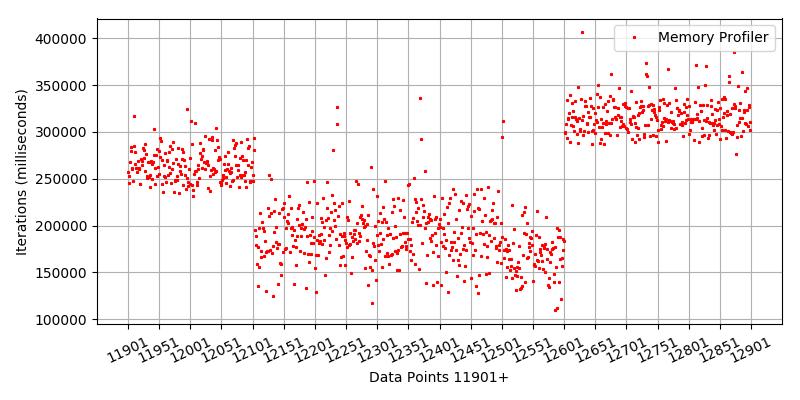 Memory Profiler
Iterations (milliseconds)
400000
350000
300000
250000
200000
150000
100000
11901 11951 12001 12051 12101 12151 12201 12251 12301 12351 12401 12451 12501 12551 12601 12651 12701 12751 12801 12851 12901
Data Points 11901+